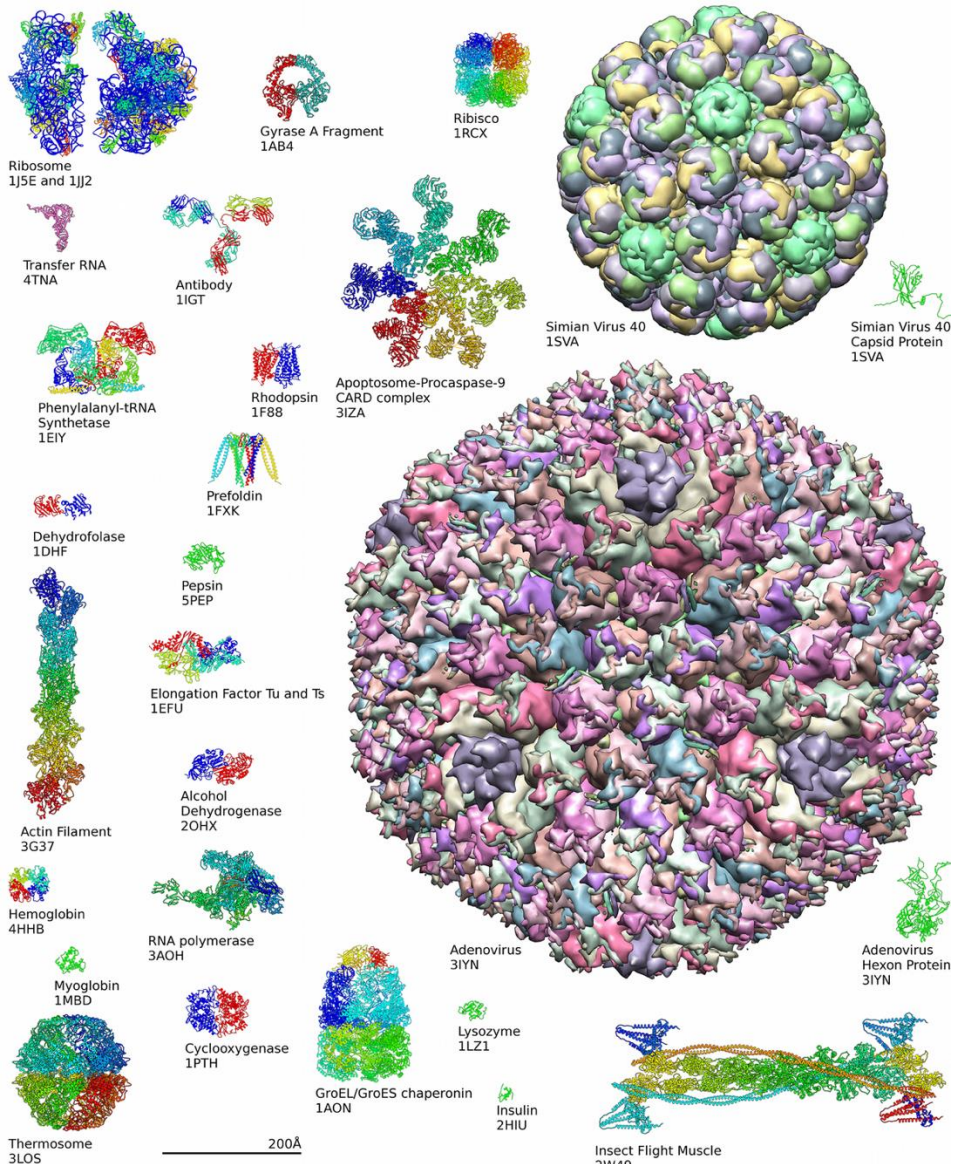 Ribosome
1J5E and 1JJ2
Gyrase A Fragment
1AB4
Ribisco
1RCX
Transfer RNA
4TNA
Antibody
1IGT
Simian Virus 40
1SVA
Simian Virus 40
Capsid Protein
1SVA
Phenylalanyl-tRNA
Synthetase
1EIY
Rhodopsin
1F88
Apoptosome-Procaspase-9
CARD complex
3IZA
Prefoldin
1FXK
Dehydrofolase
1DHF
Pepsin
5PEP
Elongation Factor Tu and Ts
1EFU
Alcohol
Dehydrogenase
2OHX
Actin Filament
3G37
Hemoglobin
4HHB
RNA polymerase
3AOH
Adenovirus
3IYN
Adenovirus
Hexon Protein
3IYN
Myoglobin
1MBD
Cyclooxygenase
1PTH
Lysozyme
1LZ1
GroEL/GroES chaperonin
1AON
Insulin
2HIU
Thermosome
3LOS
200Å
Insect Flight Muscle